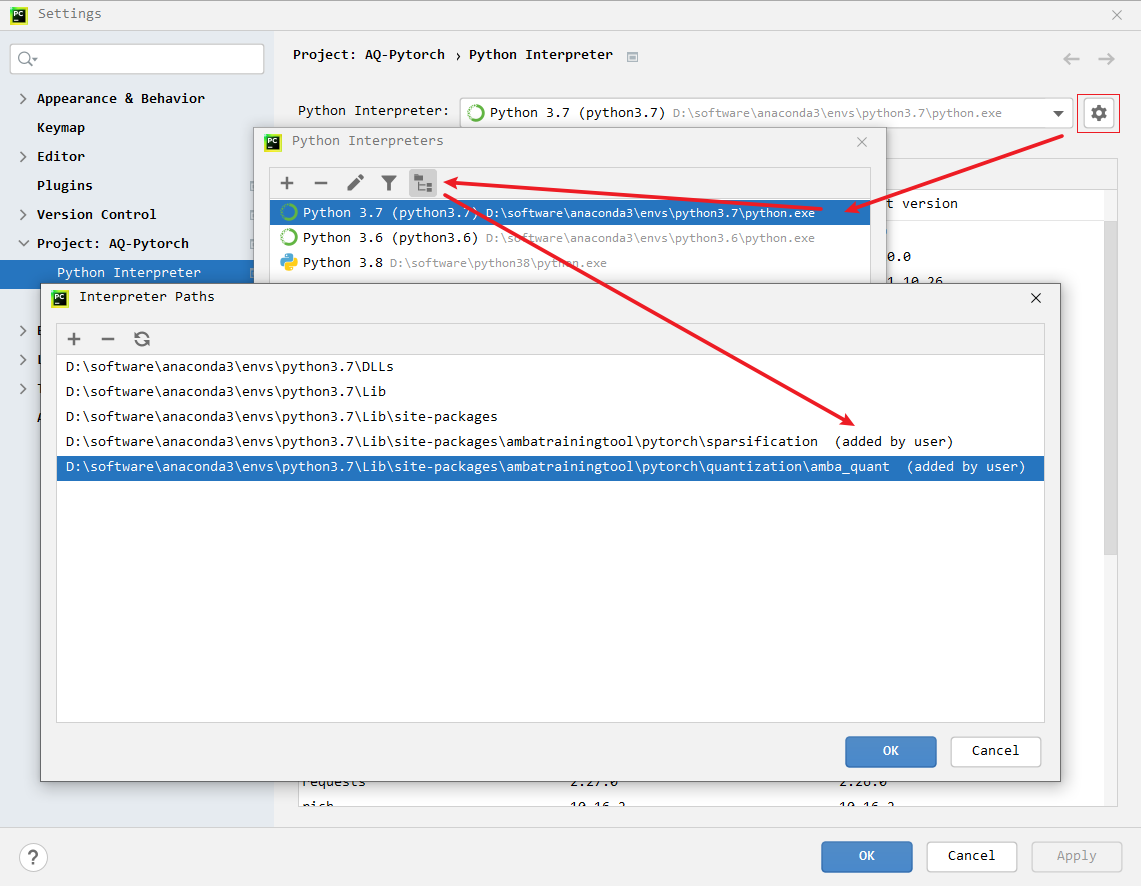 PC Settings
Project: AQ-Pytorch › Python Interpreter
Appearance & Behavior
Keymap
Editor
Plugins
Version Control
Project: AQ-Pytorch
Python Interpreter
Python Interpreter: Python 3.7 (python3.7) D:\software\anaconda3\envs\python3.7\python.exe
PC Python Interpreters
Python 3.7 (python3.7) D:\software\anaconda3\envs\python3.7\python.exe
Python 3.6 (python3.6) D:\software\anaconda3\envs\python3.6\python.exe
Python 3.8 D:\software\python38\python.exe
t version
0.0
1.10.26
PC Interpreter Paths
D:\software\anaconda3\envs\python3.7\DLLs
D:\software\anaconda3\envs\python3.7\Lib
D:\software\anaconda3\envs\python3.7\Lib\site-packages
D:\software\anaconda3\envs\python3.7\Lib\site-packages\ambatrainingtool\pytorch\sparsification (added by user)
D:\software\anaconda3\envs\python3.7\Lib\site-packages\ambatrainingtool\pytorch\quantization\amba_quant (added by user)
OK Cancel
requests 2.27.0 2.28.0
rich 10.16.2 10.16.2
? OK Cancel Apply